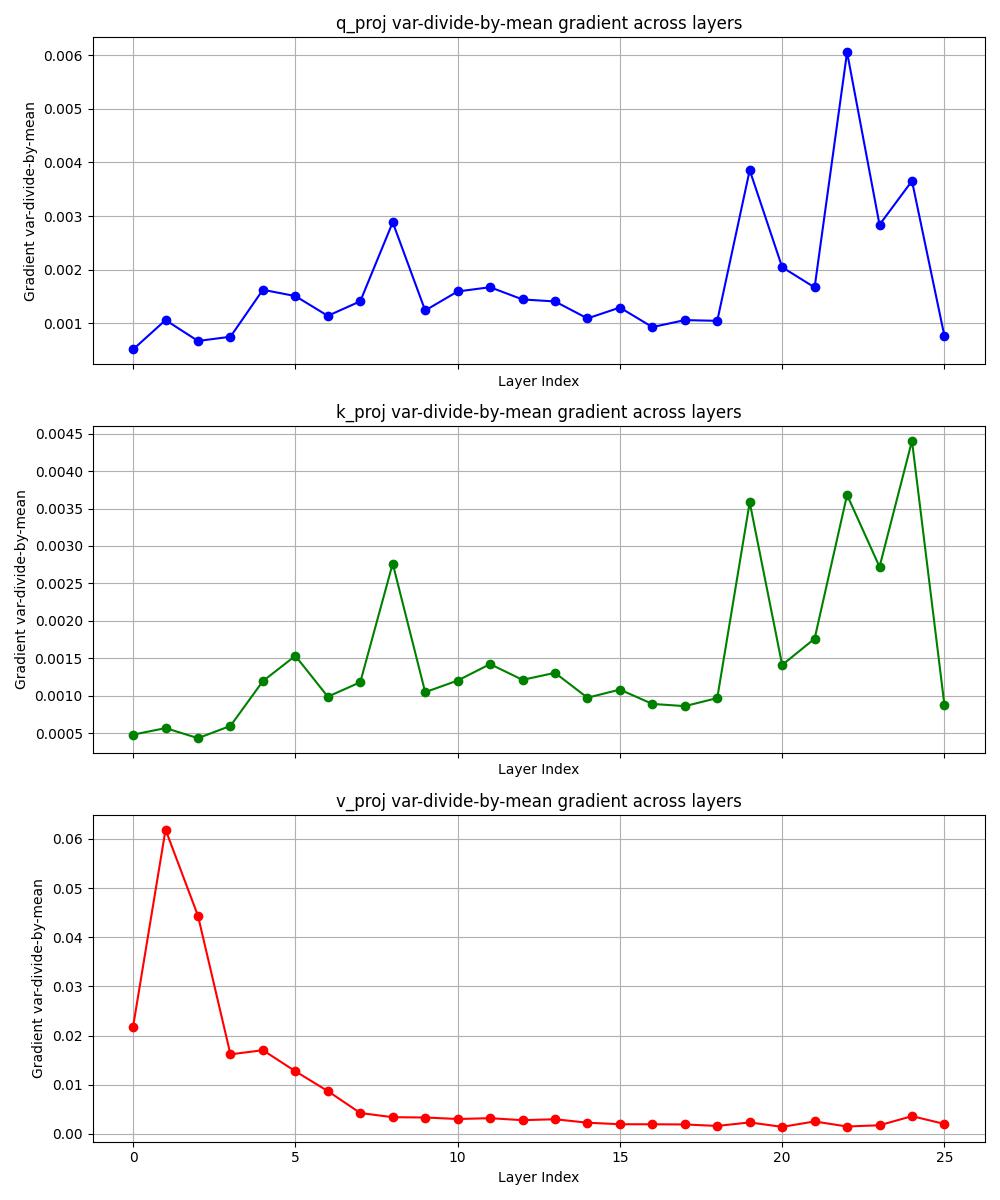 q_proj var-divide-by-mean gradient across layers
Gradient var-divide-by-mean
0.006
0.005
0.004
0.003
0.002
0.001
Layer Index
k_proj var-divide-by-mean gradient across layers
Gradient var-divide-by-mean
0.0045
0.0040
0.0035
0.0030
0.0025
0.0020
0.0015
0.0010
0.0005
Layer Index
v_proj var-divide-by-mean gradient across layers
Gradient var-divide-by-mean
0.06
0.05
0.04
0.03
0.02
0.01
0.00
0 5 10 15 20 25
Layer Index